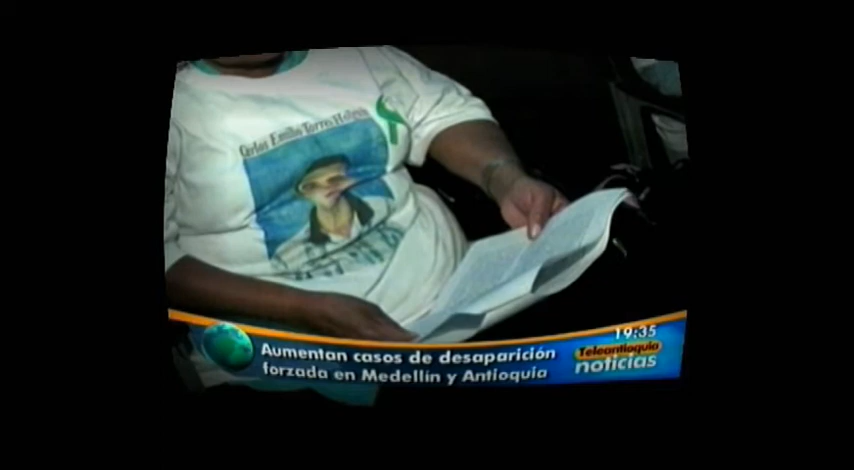 Carlos Emilio Torres Holguín
19:35
Aumentan casos de desaparición
forzada en Medellín y Antioquia
Teleantioquia
noticias